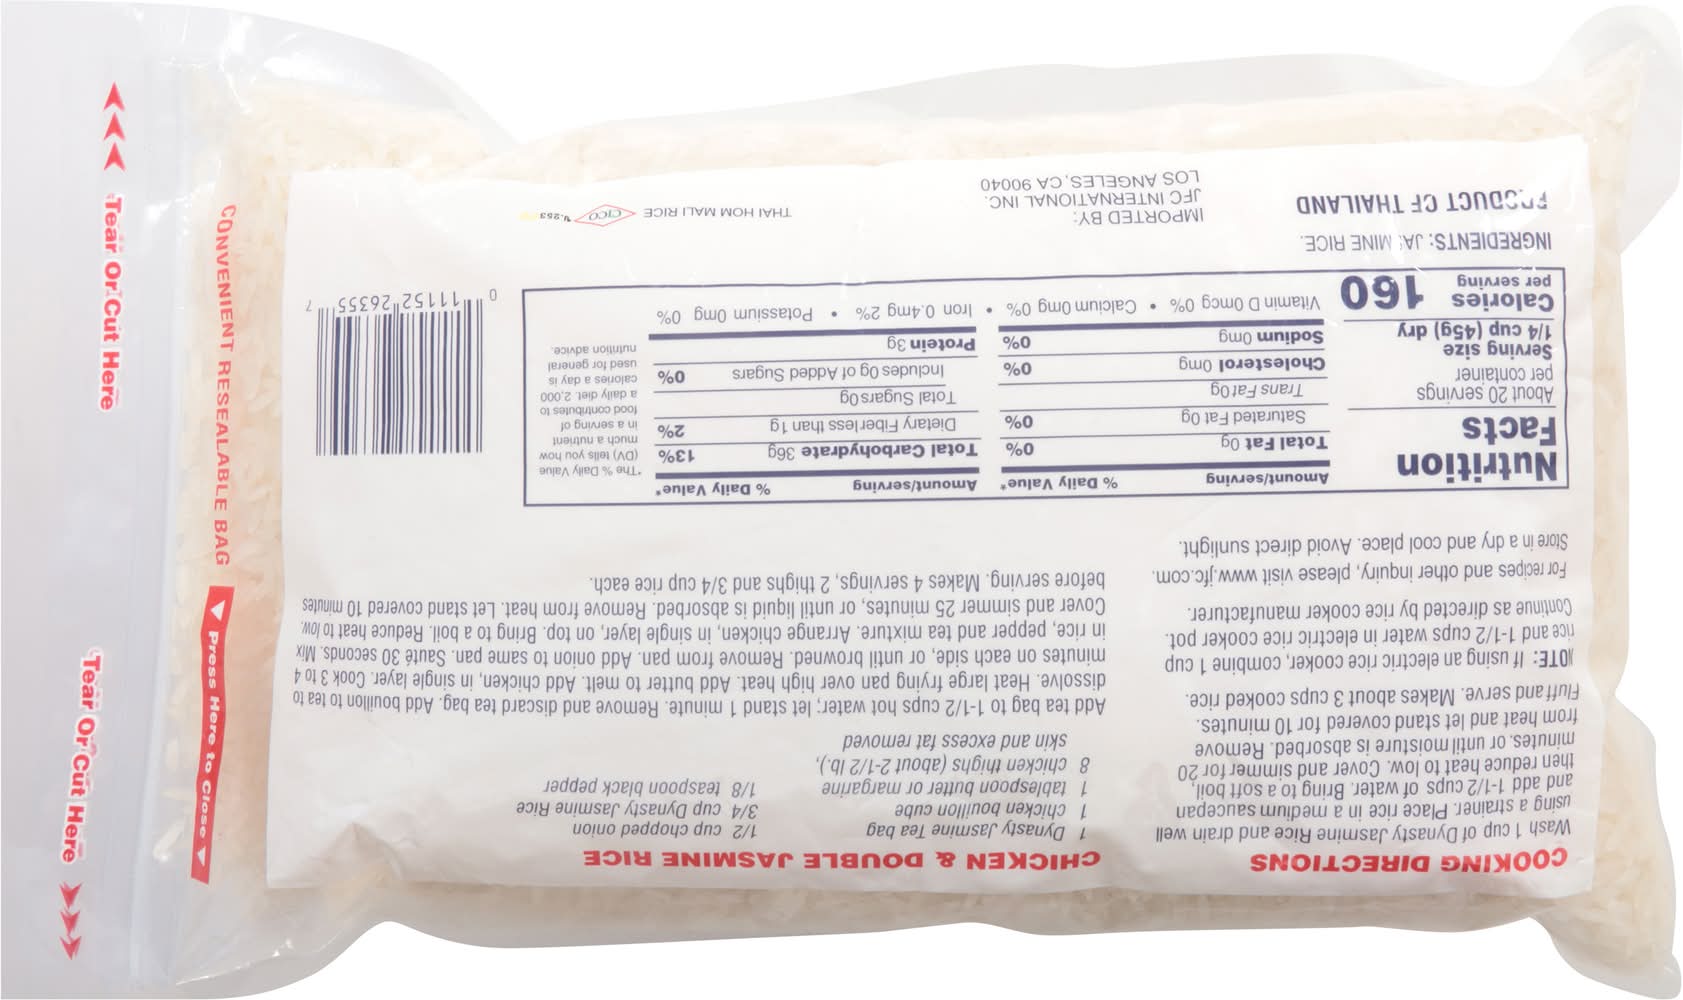 COOKING DIRECTIONS
Wash 1 cup of Dynasty Jasmine Rice and drain well
using a strainer. Place rice in a medium saucepan
and add 1-1/2 cups of water. Bring to a soft boil,
then reduce heat to low. Cover and simmer for 20
minutes. or until moisture is absorbed. Remove
from heat and let stand covered for 10 minutes.
Fluff and serve. Makes about 3 cups cooked rice.
NOTE: If using an electric rice cooker, combine 1 cup
rice and 1-1/2 cups water in electric rice cooker pot.
Continue as directed by rice cooker manufacturer.
For recipes and other inquiry, please visit www.jfc.com.
Store in a dry and cool place. Avoid direct sunlight.
CHICKEN & DOUBLE JASMINE RICE
1 Dynasty Jasmine Tea bag
1 chicken bouillon cube
1 tablespoon butter or margarine
8 chicken thighs (about 2-1/2 lb.),
skin and excess fat removed
1/2 cup chopped onion
3/4 cup Dynasty Jasmine Rice
1/8 teaspoon black pepper
Add tea bag to 1-1/2 cups hot water; let stand 1 minute. Remove and discard tea bag. Add bouillon to tea to
dissolve. Heat large frying pan over high heat. Add butter to melt. Add chicken, in single layer. Cook 3 to 4
minutes on each side, or until browned. Remove from pan. Add onion to same pan. Sauté 30 seconds. Mix
in rice, pepper and tea mixture. Arrange chicken, in single layer, on top. Bring to a boil. Reduce heat to low.
Cover and simmer 25 minutes, or until liquid is absorbed. Remove from heat. Let stand covered 10 minutes
before serving. Makes 4 servings, 2 thighs and 3/4 cup rice each.
Nutrition
Facts
About 20 servings
per container
Serving size
1/4 cup (45g) dry
Calories 160
per serving
Amount/serving % Daily Value*
Total Fat 0g 0%
Saturated Fat 0g 0%
Trans Fat 0g
Cholesterol 0mg 0%
Sodium 0mg 0%
Amount/serving % Daily Value*
Total Carbohydrate 36g 13%
Dietary Fiber less than 1g 2%
Total Sugars 0g
Includes 0g of Added Sugars 0%
Protein 3g
Vitamin D 0mcg 0% • Calcium 0mg 0% • Iron 0.4mg 2% • Potassium 0mg 0%
*The % Daily Value
(DV) tells you how
much a nutrient
in a serving of
food contributes to
a daily diet. 2,000
calories a day is
used for general
nutrition advice.
INGREDIENTS: JASMINE RICE.
PRODUCT OF THAILAND
IMPORTED BY:
JFC INTERNATIONAL INC.
LOS ANGELES, CA 90040
THAI HOM MALI RICE
CICO
0 11152 26355 7
CONVENIENT RESEALABLE BAG
Press Here to Close
Tear Or Cut Here
Tear Or Cut Here